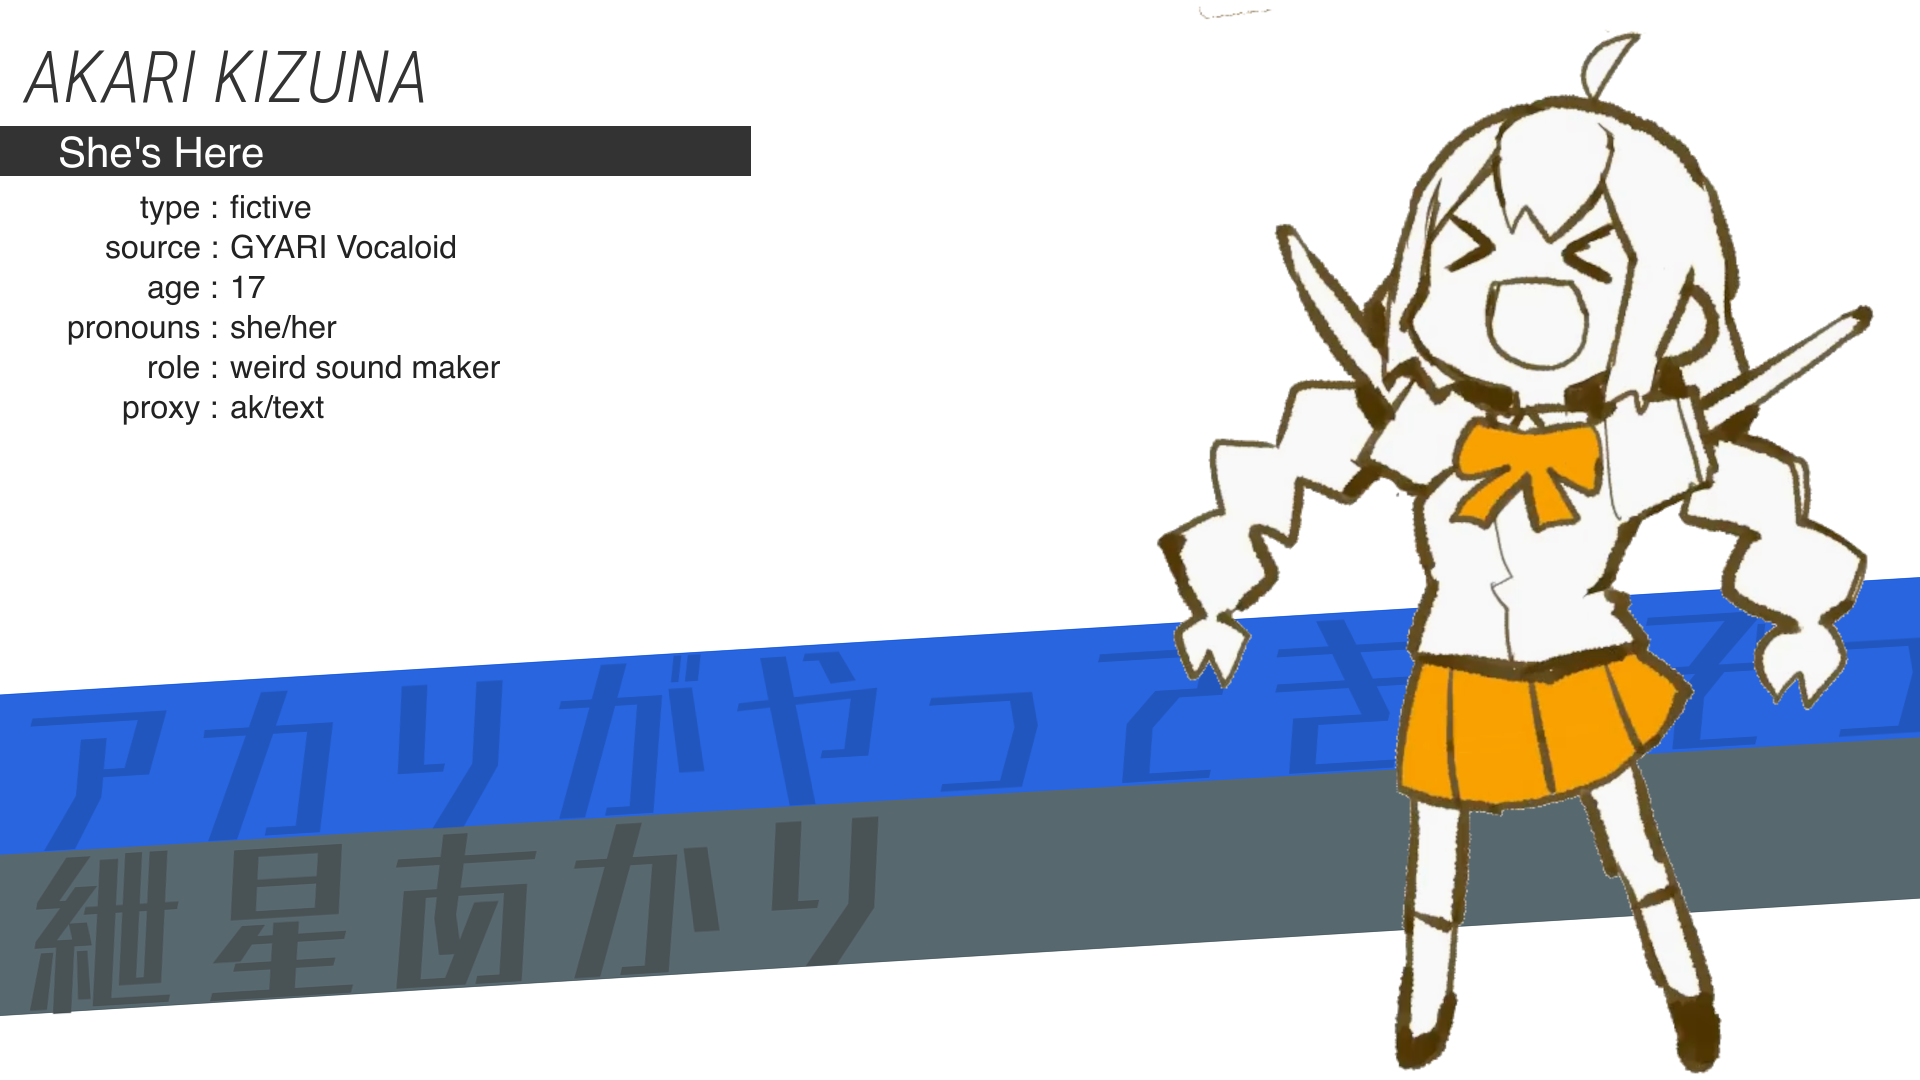 AKARI KIZUNA
She's Here
type : fictive
source : GYARI Vocaloid
age : 17
pronouns : she/her
role : weird sound maker
proxy : ak/text
アカリがやってきぞっ
紲星あかり